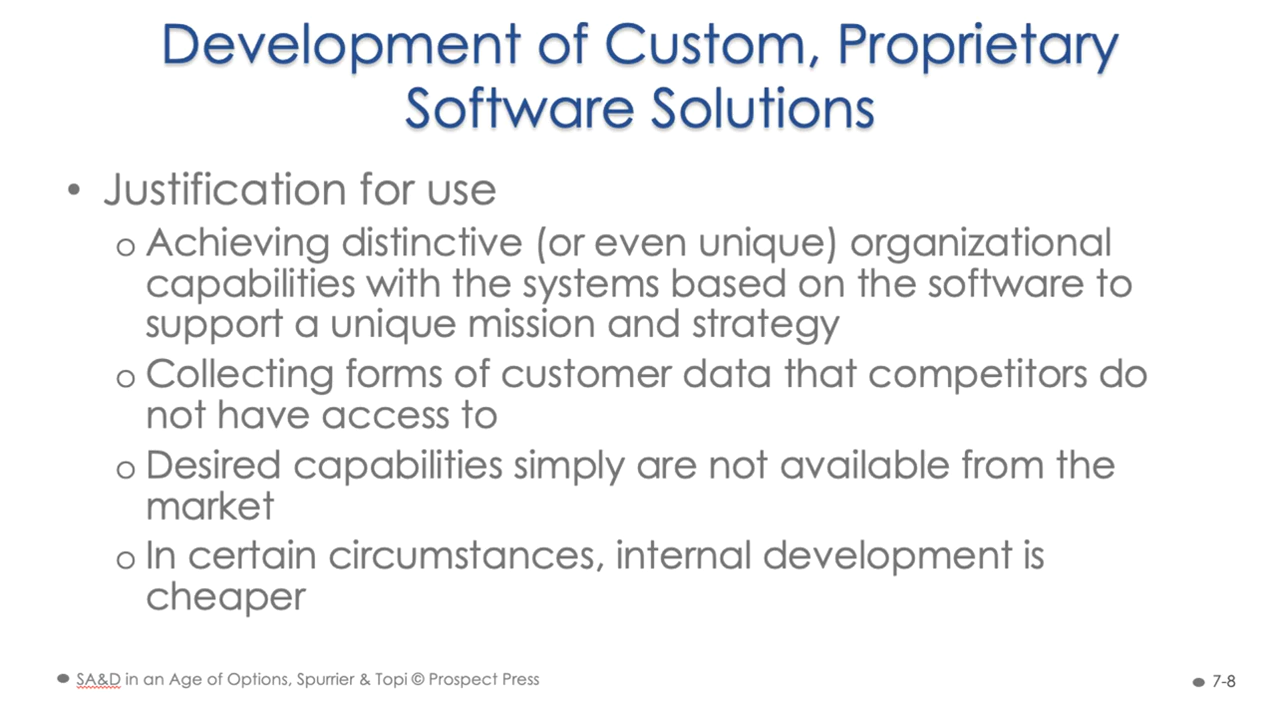 Development of Custom, Proprietary
Software Solutions
• Justification for use
o Achieving distinctive (or even unique) organizational
capabilities with the systems based on the software to
support a unique mission and strategy
o Collecting forms of customer data that competitors do
not have access to
o Desired capabilities simply are not available from the
market
o In certain circumstances, internal development is
cheaper
• SA&D in an Age of Options, Spurrier & Topi © Prospect Press
• 7-8